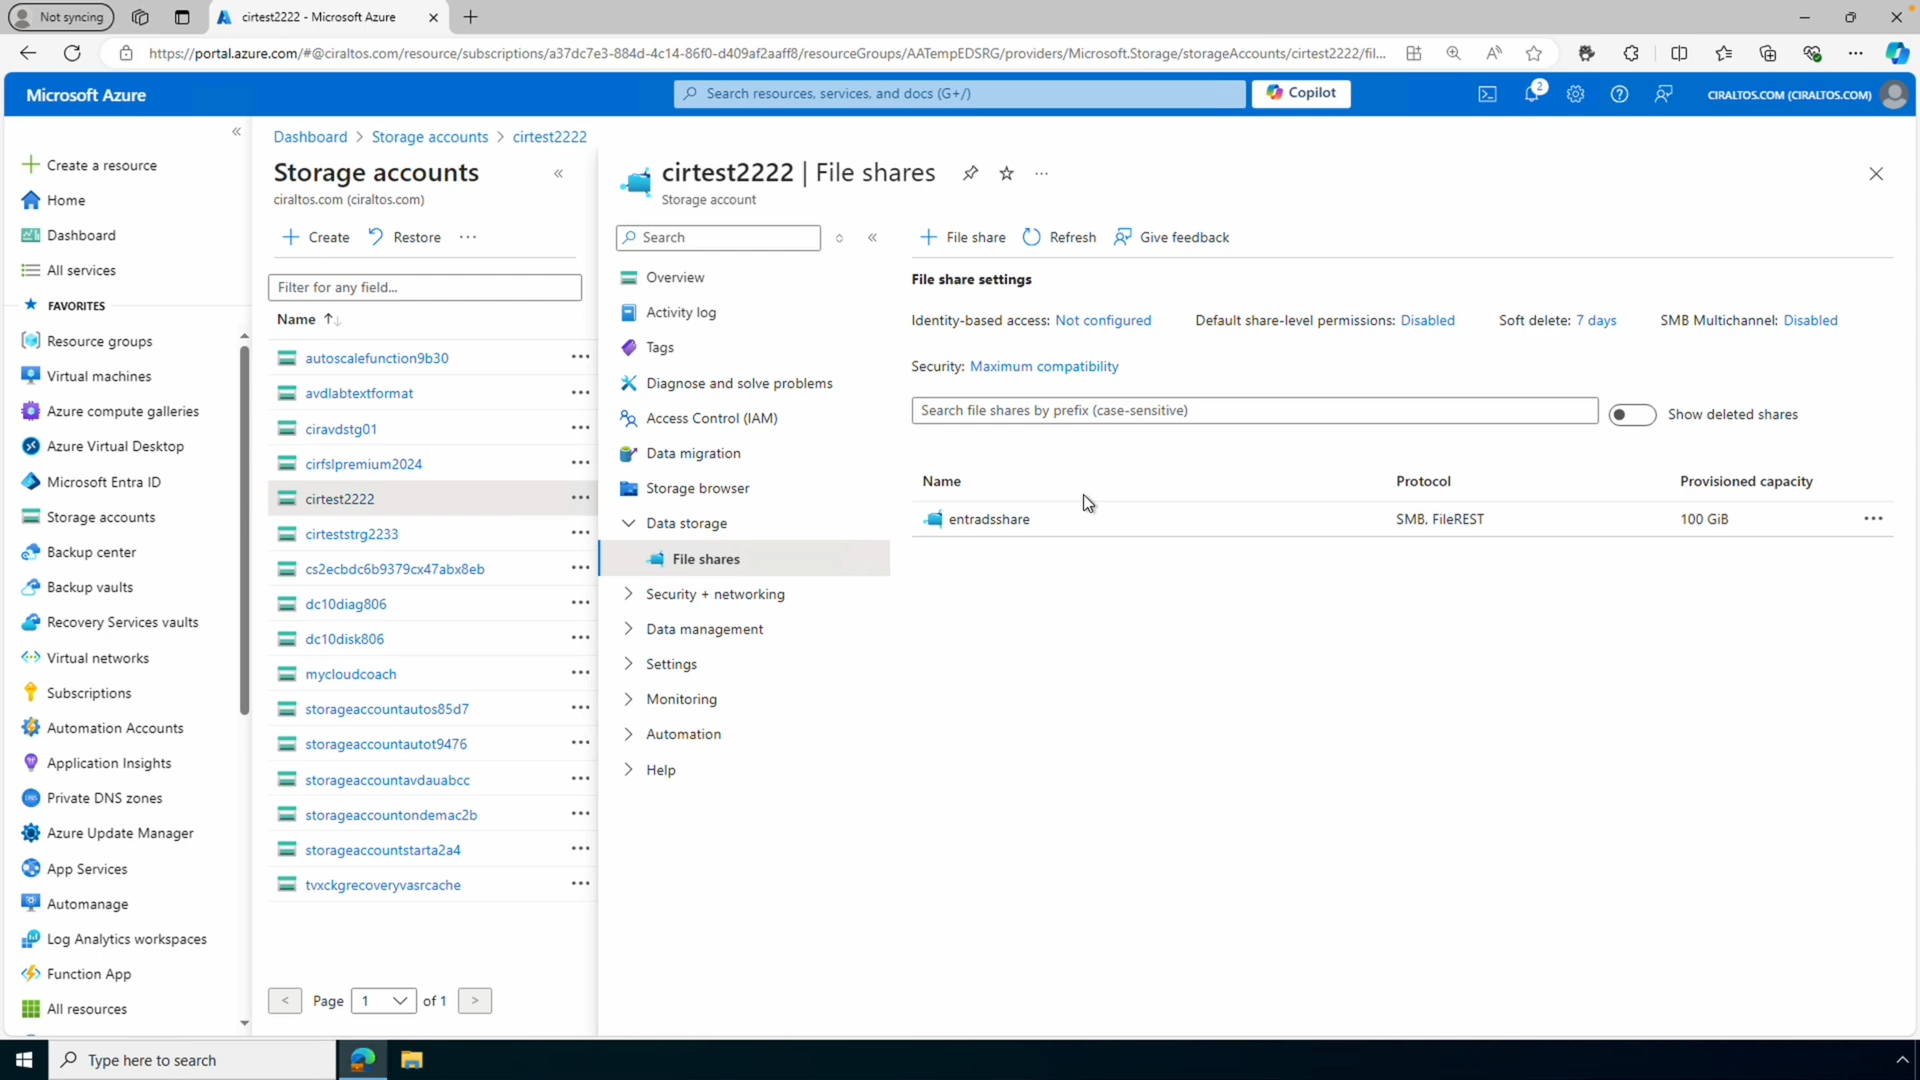 Not syncing
cirtest2222 - Microsoft Azure
https://portal.azure.com/#@ciraltos.com/resource/subscriptions/a37dc7e3-884d-4c14-86f0-d409af2aaff8/resourceGroups/AATempEDSRG/providers/Microsoft.Storage/storageAccounts/cirtest2222/fil...
Microsoft Azure
Search resources, services, and docs (G+/)
Copilot
2
CIRALTOS.COM (CIRALTOS.COM)
Create a resource
Home
Dashboard
All services
FAVORITES
Resource groups
Virtual machines
Azure compute galleries
Azure Virtual Desktop
Microsoft Entra ID
Storage accounts
Backup center
Backup vaults
Recovery Services vaults
Virtual networks
Subscriptions
Automation Accounts
Application Insights
Private DNS zones
Azure Update Manager
App Services
Automanage
Log Analytics workspaces
Function App
All resources
Dashboard > Storage accounts > cirtest2222
Storage accounts
ciraltos.com (ciraltos.com)
Create
Restore
Filter for any field...
Name
autoscalefunction9b30
avdlabtextformat
ciravdstg01
cirfslpremium2024
cirtest2222
cirteststrg2233
cs2ecbdc6b9379cx47abx8eb
dc10diag806
dc10disk806
mycloudcoach
storageaccountautos85d7
storageaccountautot9476
storageaccountavdauabcc
storageaccountondemac2b
storageaccountstarta2a4
tvxckgrecoveryvasrcache
< Page 1 of 1 >
cirtest2222 | File shares
Storage account
Search
Overview
Activity log
Tags
Diagnose and solve problems
Access Control (IAM)
Data migration
Storage browser
Data storage
File shares
Security + networking
Data management
Settings
Monitoring
Automation
Help
File share
Refresh
Give feedback
File share settings
Identity-based access: Not configured
Default share-level permissions: Disabled
Soft delete: 7 days
SMB Multichannel: Disabled
Security: Maximum compatibility
Search file shares by prefix (case-sensitive)
Show deleted shares
Name Protocol Provisioned capacity
entradsshare SMB, FileREST 100 GiB
Type here to search